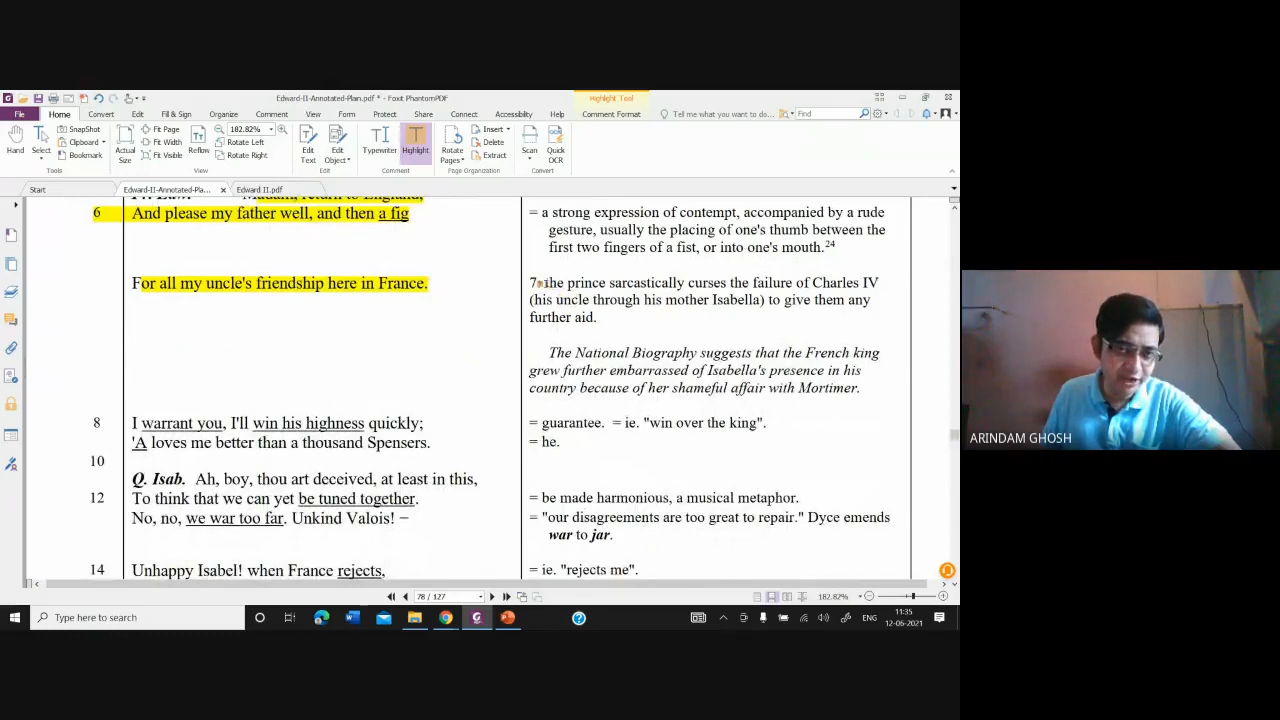 Edward-II-Annotated-Plain.pdf * - Foxit PhantomPDF
Highlight Tool
File Home Convert Edit Fill & Sign Organize Comment View Form Protect Share Connect Accessibility Help Comment Format Tell me what you want to do... Find
SnapShot
Clipboard
Bookmark
Hand
Select
Tools
Actual Size
Fit Page
Fit Width
Fit Visible
Reflow
182.82%
Rotate Left
Rotate Right
View
Edit Text
Edit Object
Edit
Typewriter
Highlight
Comment
Rotate Pages
Insert
Delete
Extract
Page Organization
Scan
Quick OCR
Convert
Start Edward-II-Annotated-Plai... Edward II.pdf
Madam, return to England,
6 And please my father well, and then a fig
= a strong expression of contempt, accompanied by a rude
gesture, usually the placing of one's thumb between the
first two fingers of a fist, or into one's mouth.24
For all my uncle's friendship here in France.
7: the prince sarcastically curses the failure of Charles IV
(his uncle through his mother Isabella) to give them any
further aid.
The National Biography suggests that the French king
grew further embarrassed of Isabella's presence in his
country because of her shameful affair with Mortimer.
8 I warrant you, I'll win his highness quickly;
= guarantee. = ie. "win over the king".
'A loves me better than a thousand Spensers.
= he.
10
Q. Isab. Ah, boy, thou art deceived, at least in this,
12 To think that we can yet be tuned together.
= be made harmonious, a musical metaphor.
No, no, we war too far. Unkind Valois! −
= "our disagreements are too great to repair." Dyce emends
war to jar.
14 Unhappy Isabel! when France rejects,
= ie. "rejects me".
78 / 127
182.82%
Type here to search
ENG
11:35
12-06-2021
ARINDAM GHOSH